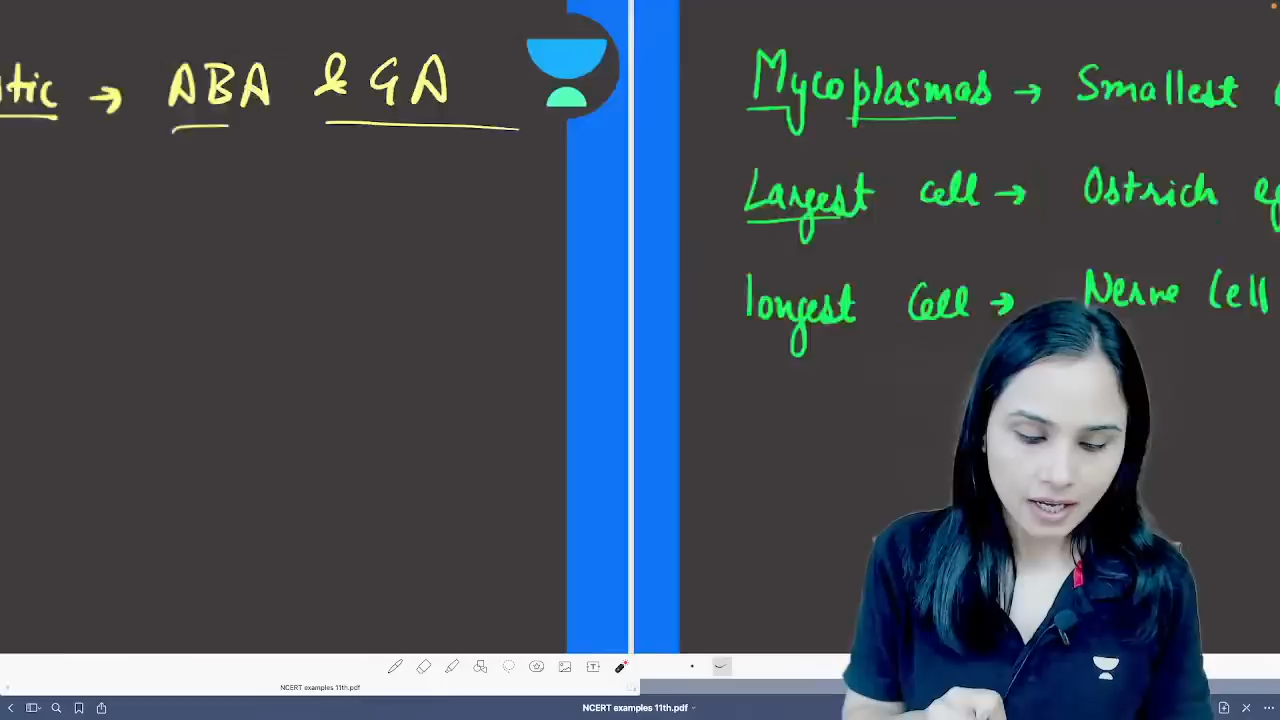 tic → ABA & GA
Mycoplasmas → Smallest
Largest cell → Ostrich
longest Cell → Nerve Cell
NCERT examples 11th.pdf
NCERT examples 11th.pdf